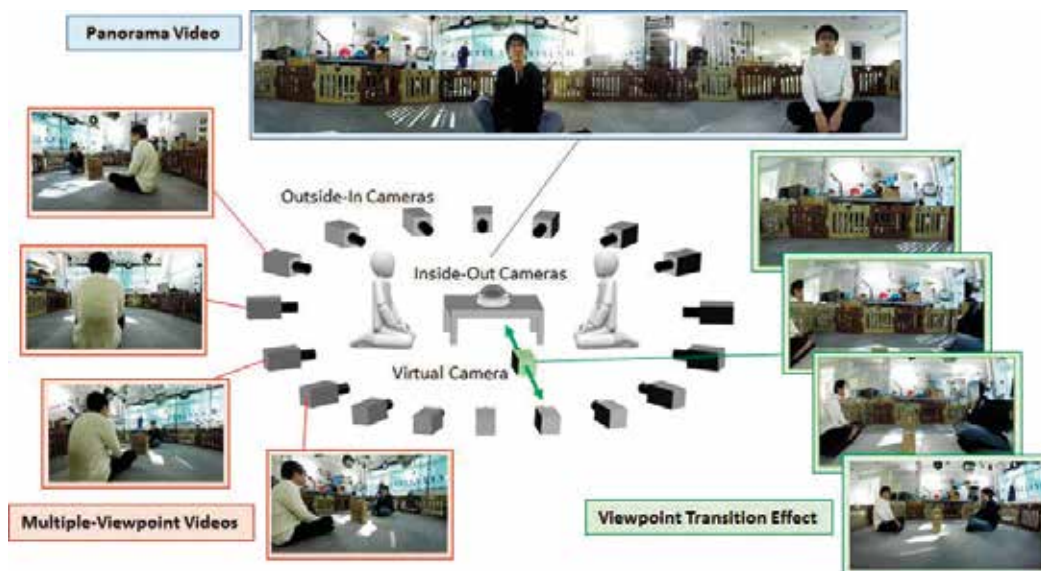 Panorama Video
Outside-In Cameras
Inside-Out Cameras
Virtual Camera
Multiple-Viewpoint Videos
Viewpoint Transition Effect